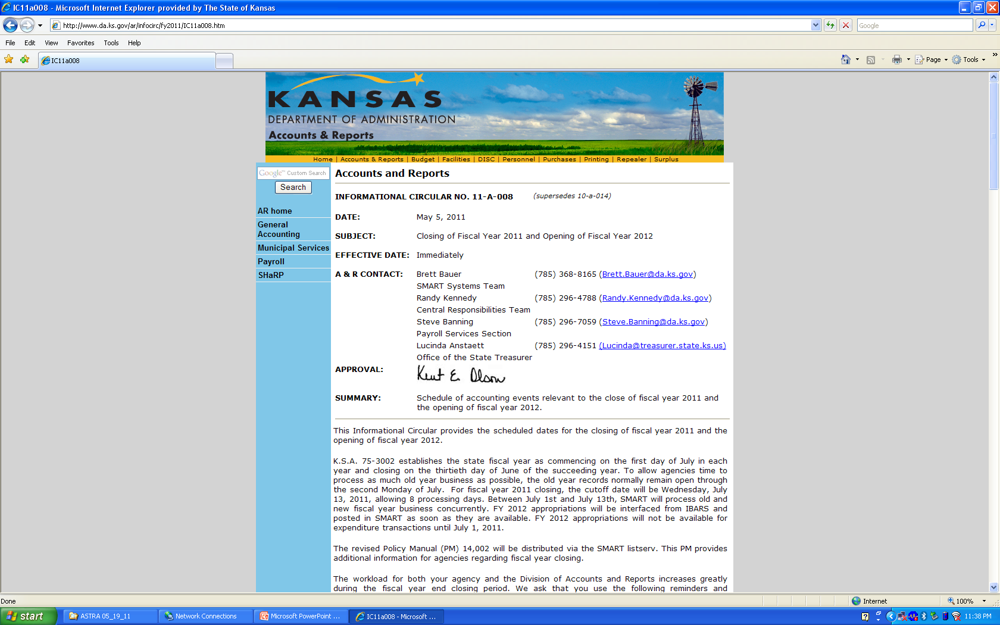 IC11a008 - Microsoft Internet Explorer provided by The State of Kansas
http://www.da.ks.gov/ar/infocirc/fy2011/IC11a008.htm
Google
File Edit View Favorites Tools Help
IC11a008
Page Tools »
KANSAS
DEPARTMENT OF ADMINISTRATION
Accounts & Reports
Home | Accounts & Reports | Budget | Facilities | DISC | Personnel | Purchases | Printing | Repealer | Surplus
Google™ Custom Search
Search
AR home
General
Accounting
Municipal Services
Payroll
SHaRP
Accounts and Reports
INFORMATIONAL CIRCULAR NO. 11-A-008 (supersedes 10-a-014)
DATE: May 5, 2011
SUBJECT: Closing of Fiscal Year 2011 and Opening of Fiscal Year 2012
EFFECTIVE DATE: Immediately
A & R CONTACT: Brett Bauer (785) 368-8165 (Brett.Bauer@da.ks.gov)
SMART Systems Team
Randy Kennedy (785) 296-4788 (Randy.Kennedy@da.ks.gov)
Central Responsibilities Team
Steve Banning (785) 296-7059 (Steve.Banning@da.ks.gov)
Payroll Services Section
Lucinda Anstaett (785) 296-4151 (Lucinda@treasurer.state.ks.us)
Office of the State Treasurer
APPROVAL: Kent E. Olson
SUMMARY: Schedule of accounting events relevant to the close of fiscal year 2011 and
the opening of fiscal year 2012.
This Informational Circular provides the scheduled dates for the closing of fiscal year 2011 and the
opening of fiscal year 2012.
K.S.A. 75-3002 establishes the state fiscal year as commencing on the first day of July in each
year and closing on the thirtieth day of June of the succeeding year. To allow agencies time to
process as much old year business as possible, the old year records normally remain open through
the second Monday of July. For fiscal year 2011 closing, the cutoff date will be Wednesday, July
13, 2011, allowing 8 processing days. Between July 1st and July 13th, SMART will process old and
new fiscal year business concurrently. FY 2012 appropriations will be interfaced from IBARS and
posted in SMART as soon as they are available. FY 2012 appropriations will not be available for
expenditure transactions until July 1, 2011.
The revised Policy Manual (PM) 14,002 will be distributed via the SMART listserv. This PM provides
additional information for agencies regarding fiscal year closing.
The workload for both your agency and the Division of Accounts and Reports increases greatly
during the fiscal year end closing period. We ask that you use the following reminders and
Done Internet 100%
start ASTRA 05_19_11 Network Connections Microsoft PowerPoint ... IC11a008 - Microsoft ... 11:38 PM